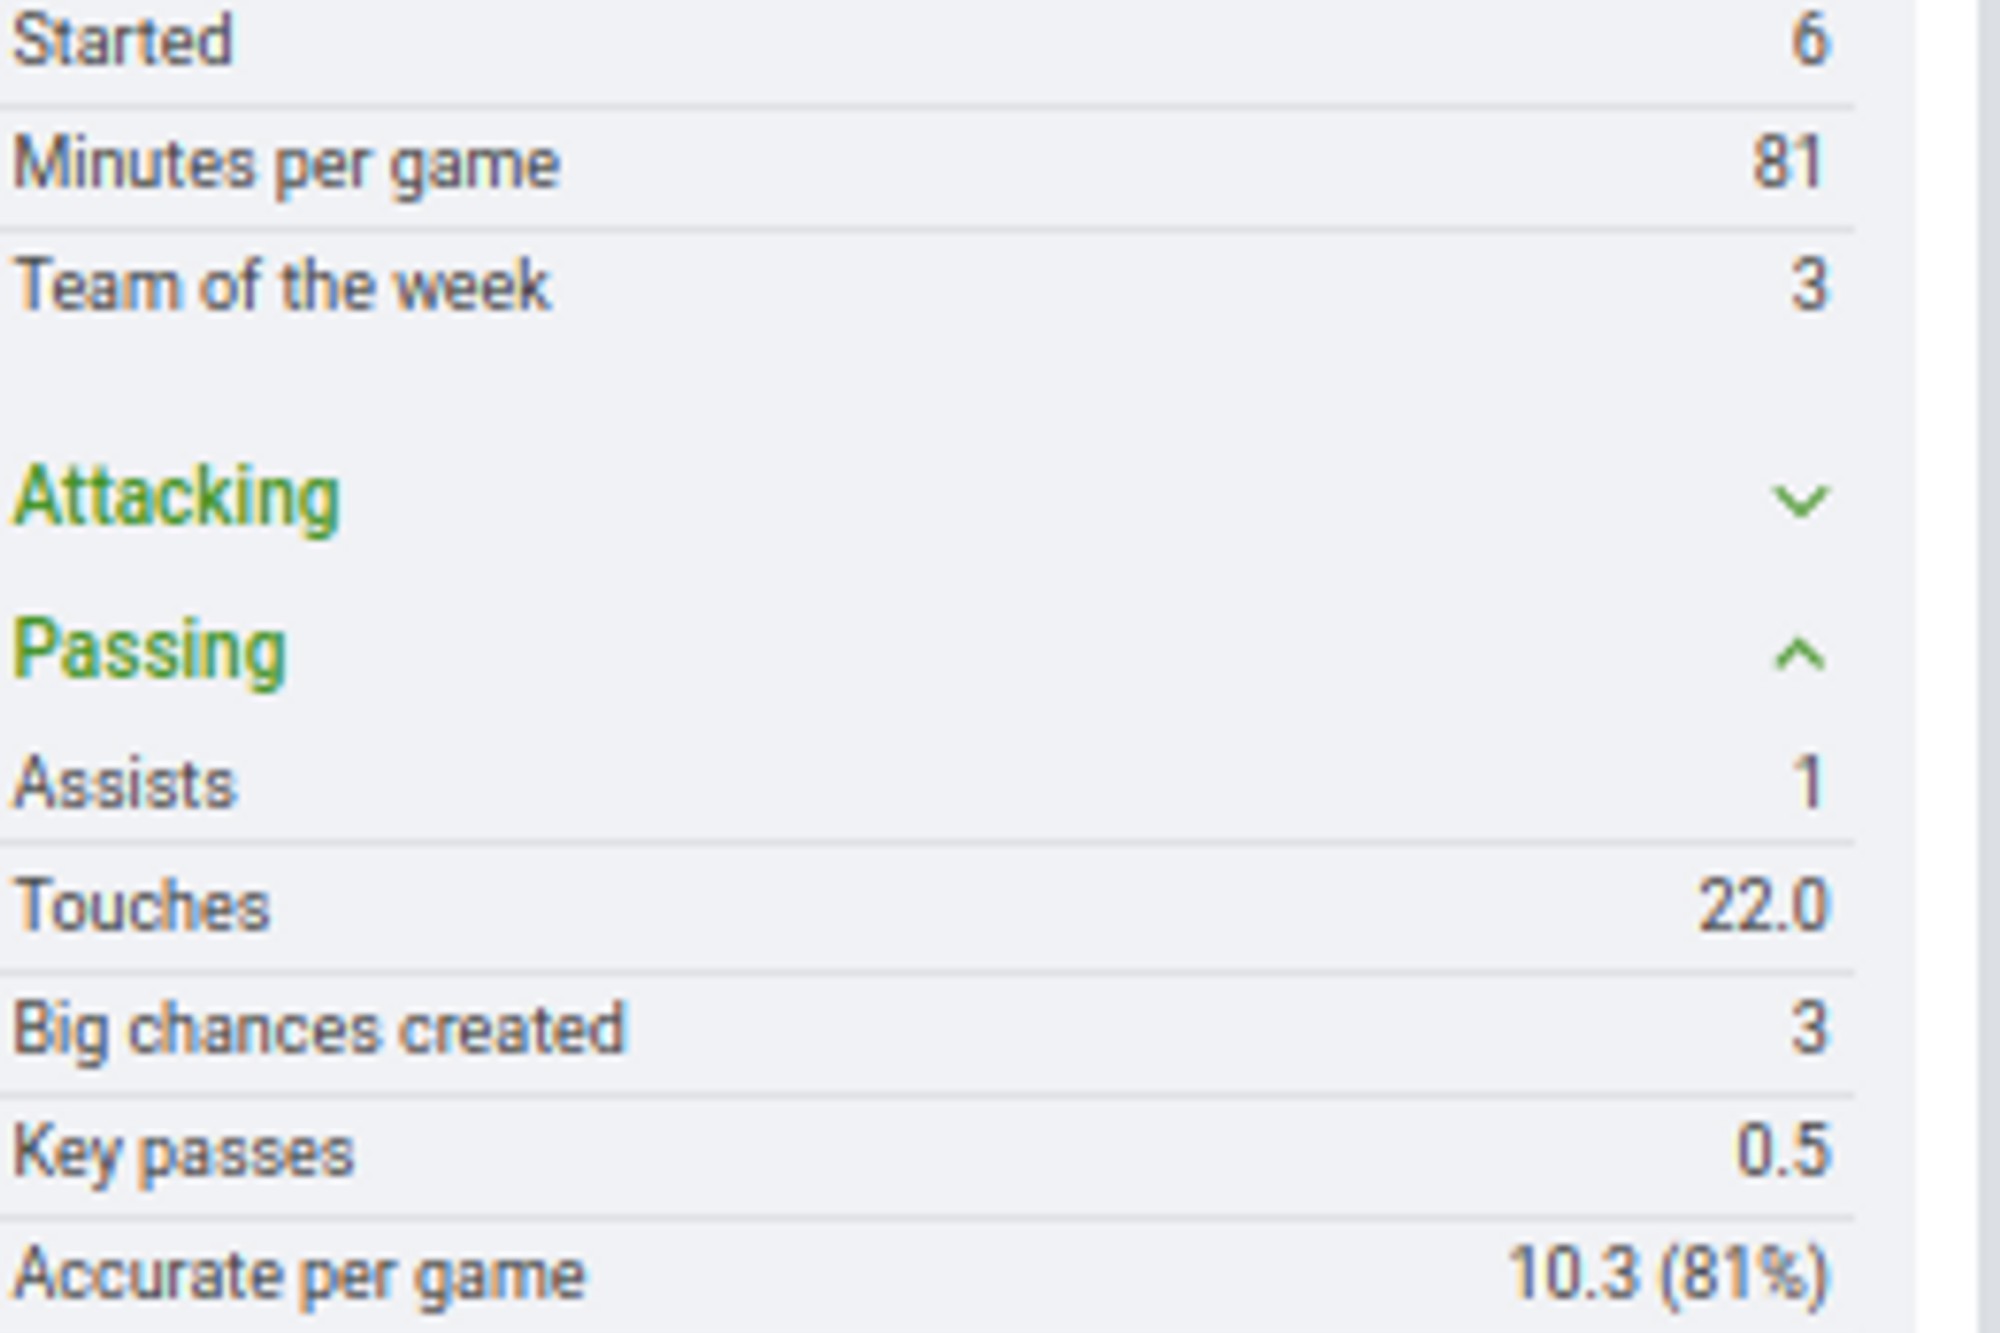 Started 6
Minutes per game 81
Team of the week 3
Attacking
Passing
Assists 1
Touches 22.0
Big chances created 3
Key passes 0.5
Accurate per game 10.3 (81%)